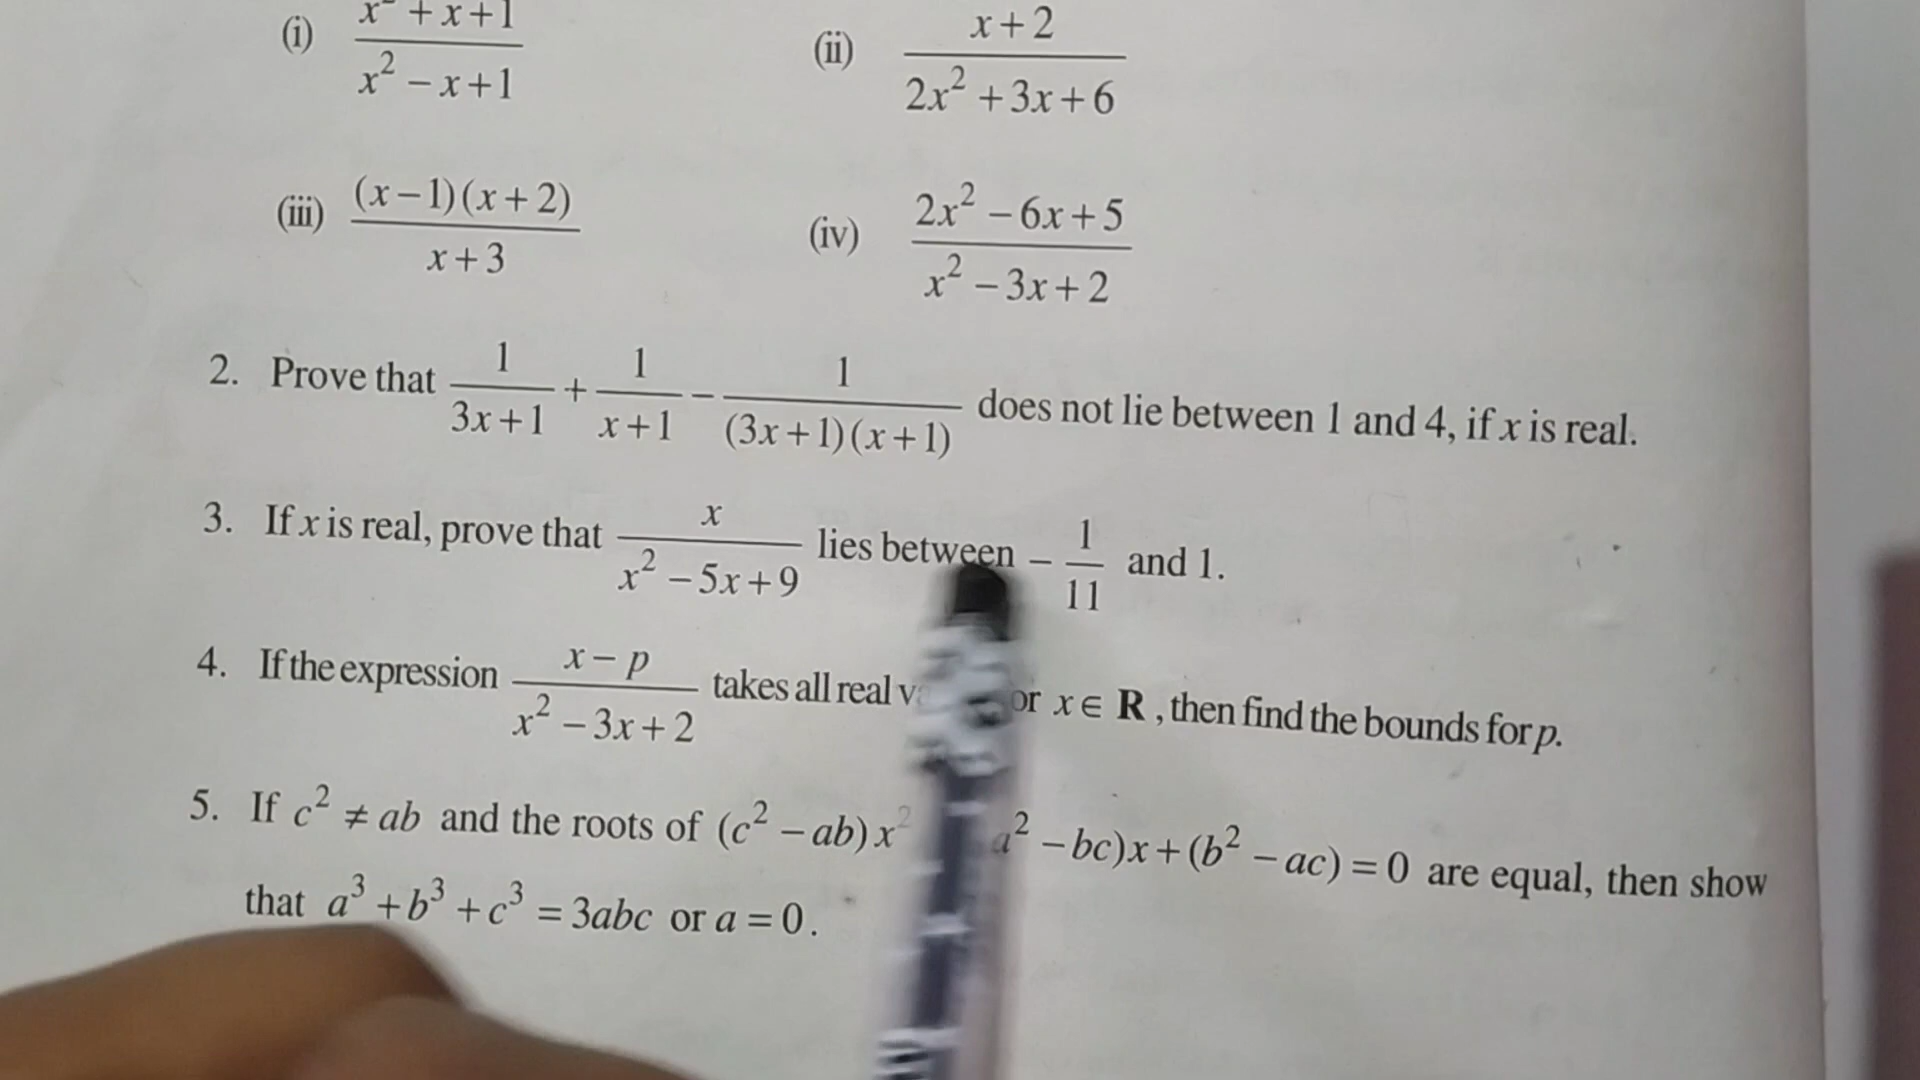 (i) x² + x + 1 / x² − x + 1 (ii) x + 2 / 2x² + 3x + 6
(iii) (x − 1)(x + 2) / x + 3 (iv) 2x² − 6x + 5 / x² − 3x + 2
2. Prove that 1/(3x + 1) + 1/(x + 1) − 1/((3x + 1)(x + 1)) does not lie between 1 and 4, if x is real.
3. If x is real, prove that x/(x² − 5x + 9) lies between − 1/11 and 1.
4. If the expression (x − p)/(x² − 3x + 2) takes all real or x ∈ R, then find the bounds for p.
5. If c² ≠ ab and the roots of (c² − ab)x² a² − bc)x + (b² − ac) = 0 are equal, then show
that a³ + b³ + c³ = 3abc or a = 0.